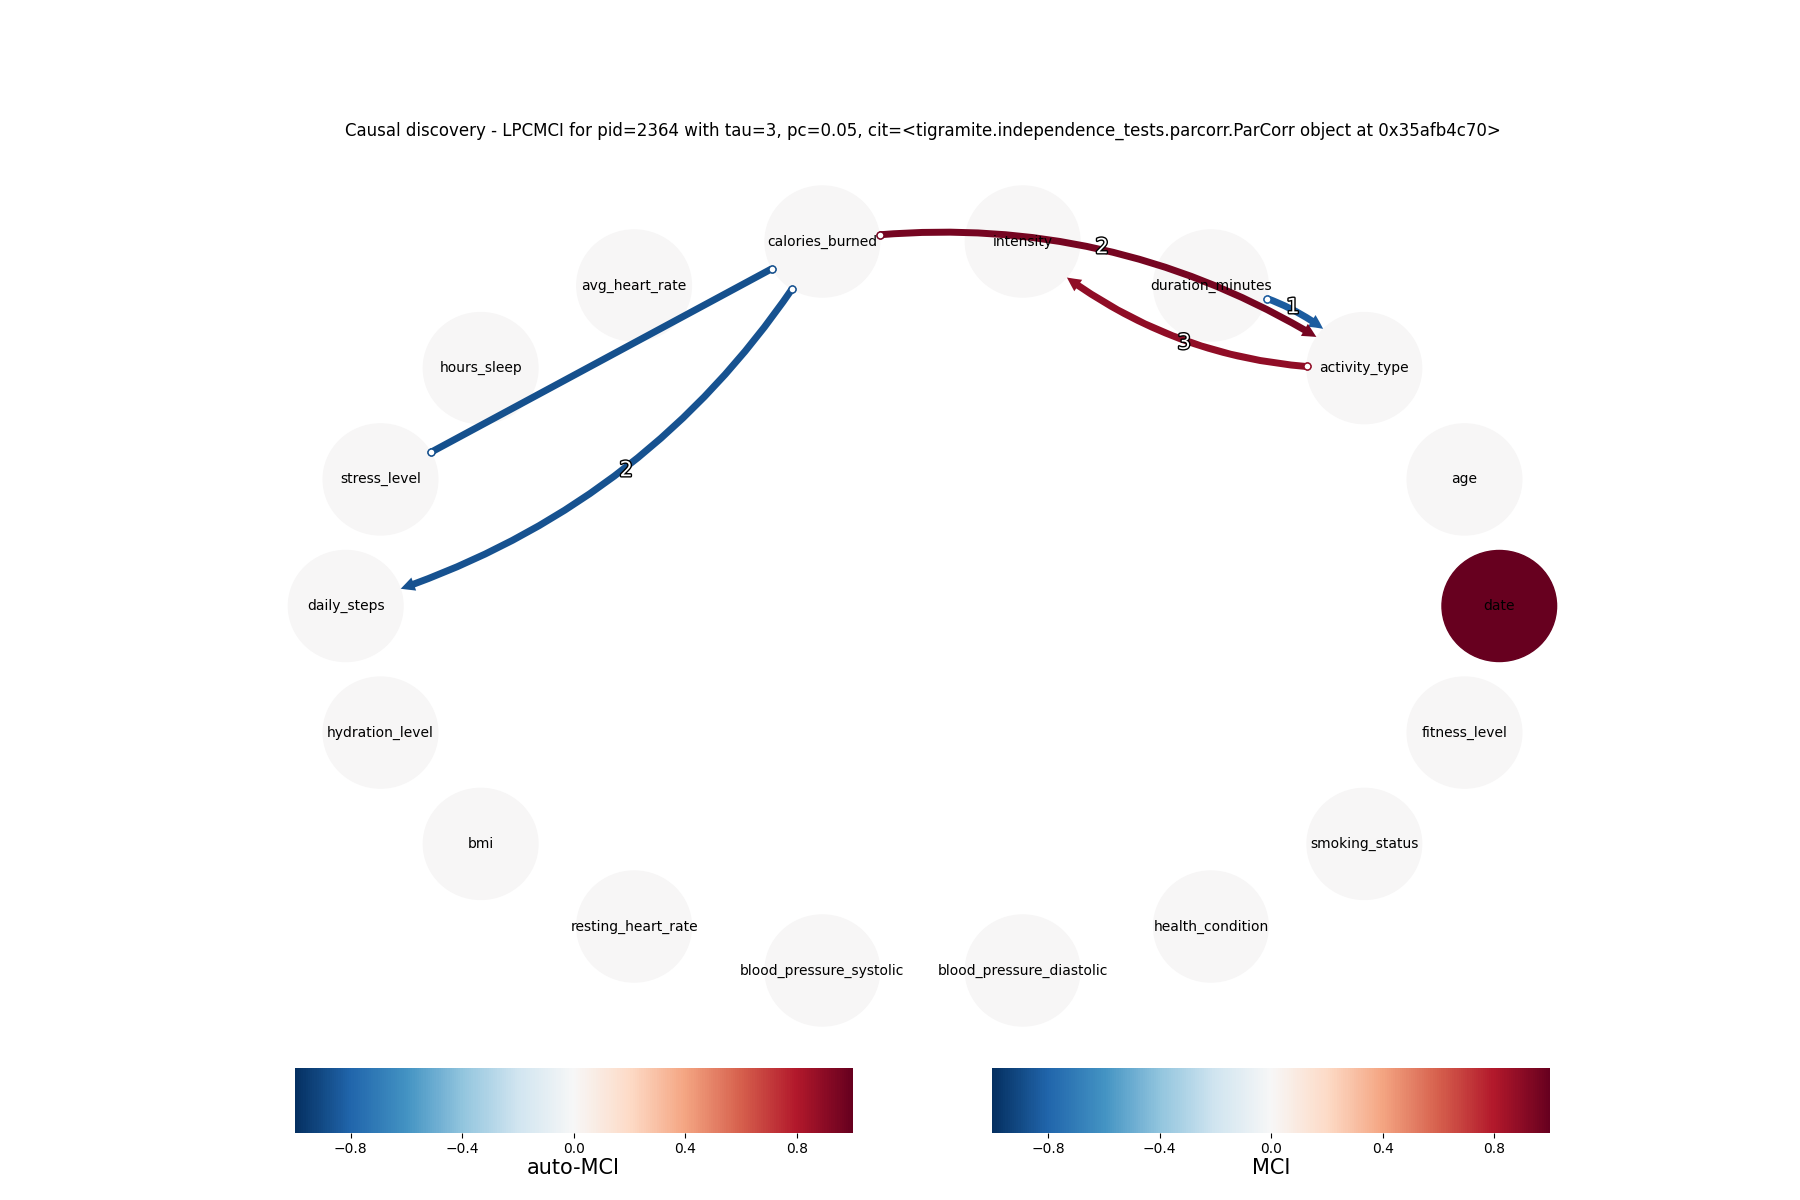 Causal discovery - LPCMCI for pid=2364 with tau=3, pc=0.05, cit=<tigramite.independence_tests.parcorr.ParCorr object at 0x35afb4c70>
calories_burned
intensity
2
avg_heart_rate
duration_minutes
1
3
hours_sleep
activity_type
stress_level
2
age
daily_steps
date
hydration_level
fitness_level
bmi
smoking_status
resting_heart_rate
health_condition
blood_pressure_systolic
blood_pressure_diastolic
−0.8 −0.4 0.0 0.4 0.8
auto-MCI
−0.8 −0.4 0.0 0.4 0.8
MCI